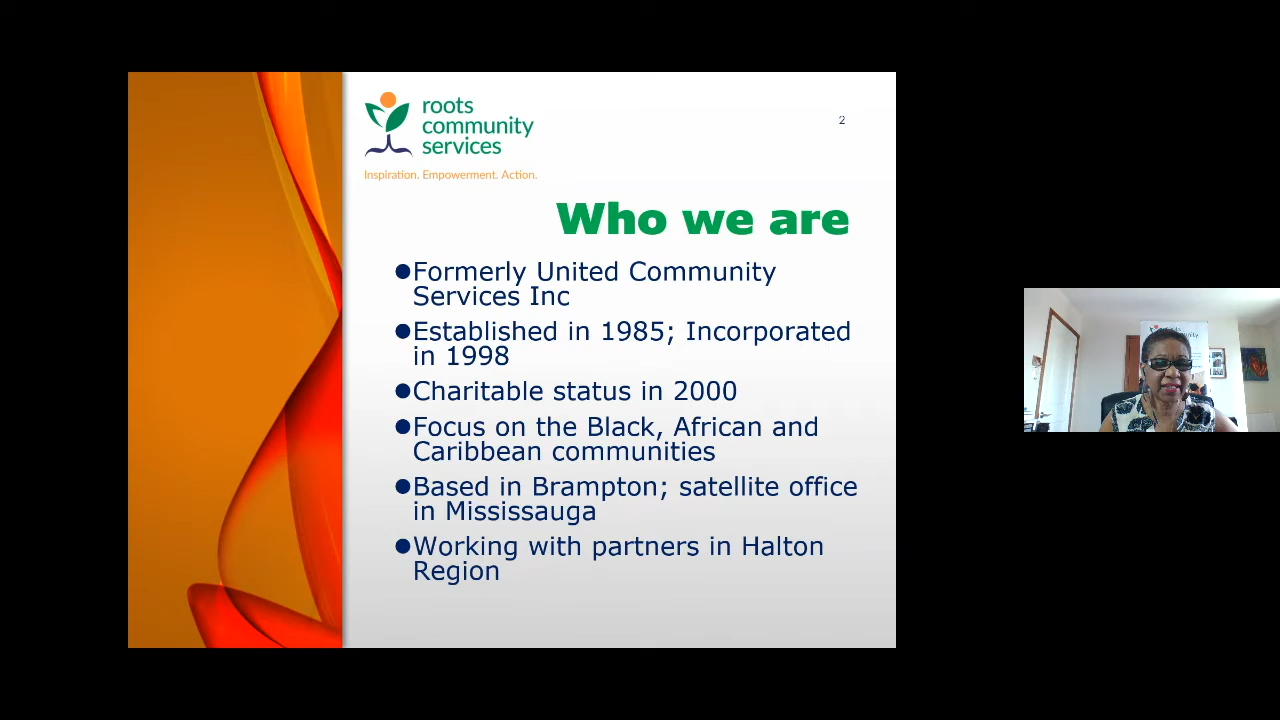 roots
community
services
Inspiration. Empowerment. Action.
2
Who we are
●Formerly United Community
Services Inc
●Established in 1985; Incorporated
in 1998
●Charitable status in 2000
●Focus on the Black, African and
Caribbean communities
●Based in Brampton; satellite office
in Mississauga
●Working with partners in Halton
Region